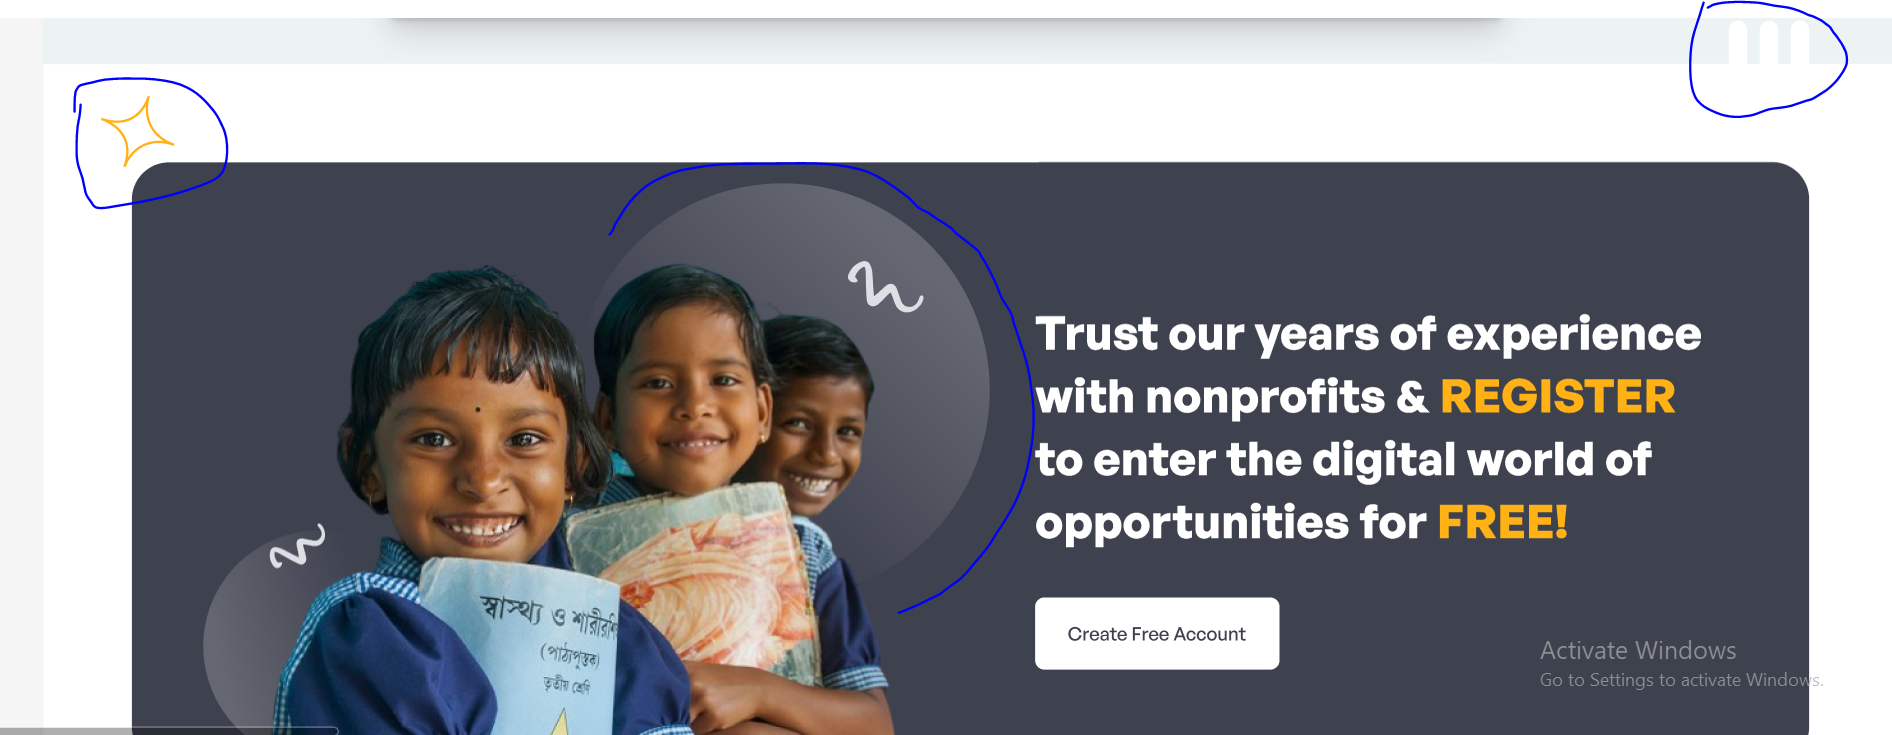 Trust our years of experience
with nonprofits & REGISTER
to enter the digital world of
opportunities for FREE!
Create Free Account
Activate Windows
Go to Settings to activate Windows.
স্বাস্থ্য ও
(পাঠ্যপুস্তক)
তৃতীয় শ্রেণি